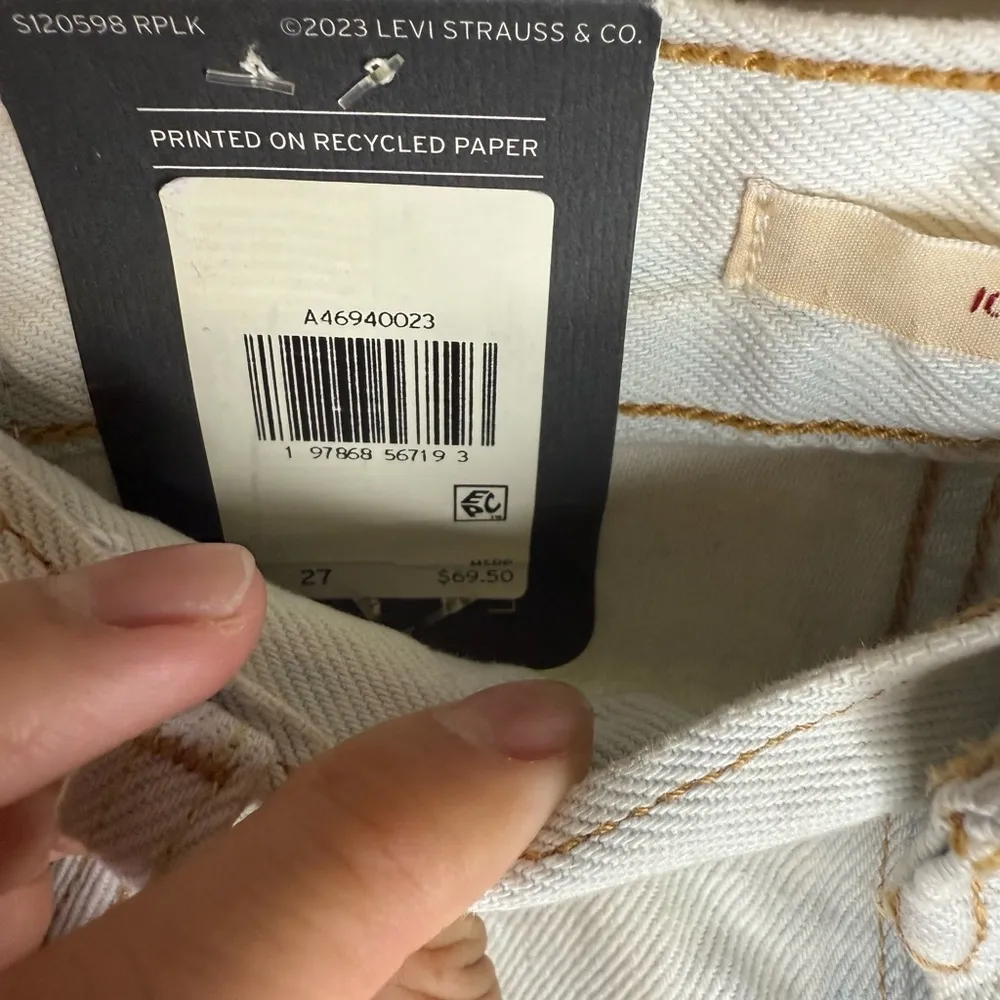 S120598 RPLK
©2023 LEVI STRAUSS & CO.
PRINTED ON RECYCLED PAPER
A46940023
1 97868 56719 3
EPC
27
MSRP
$69.50